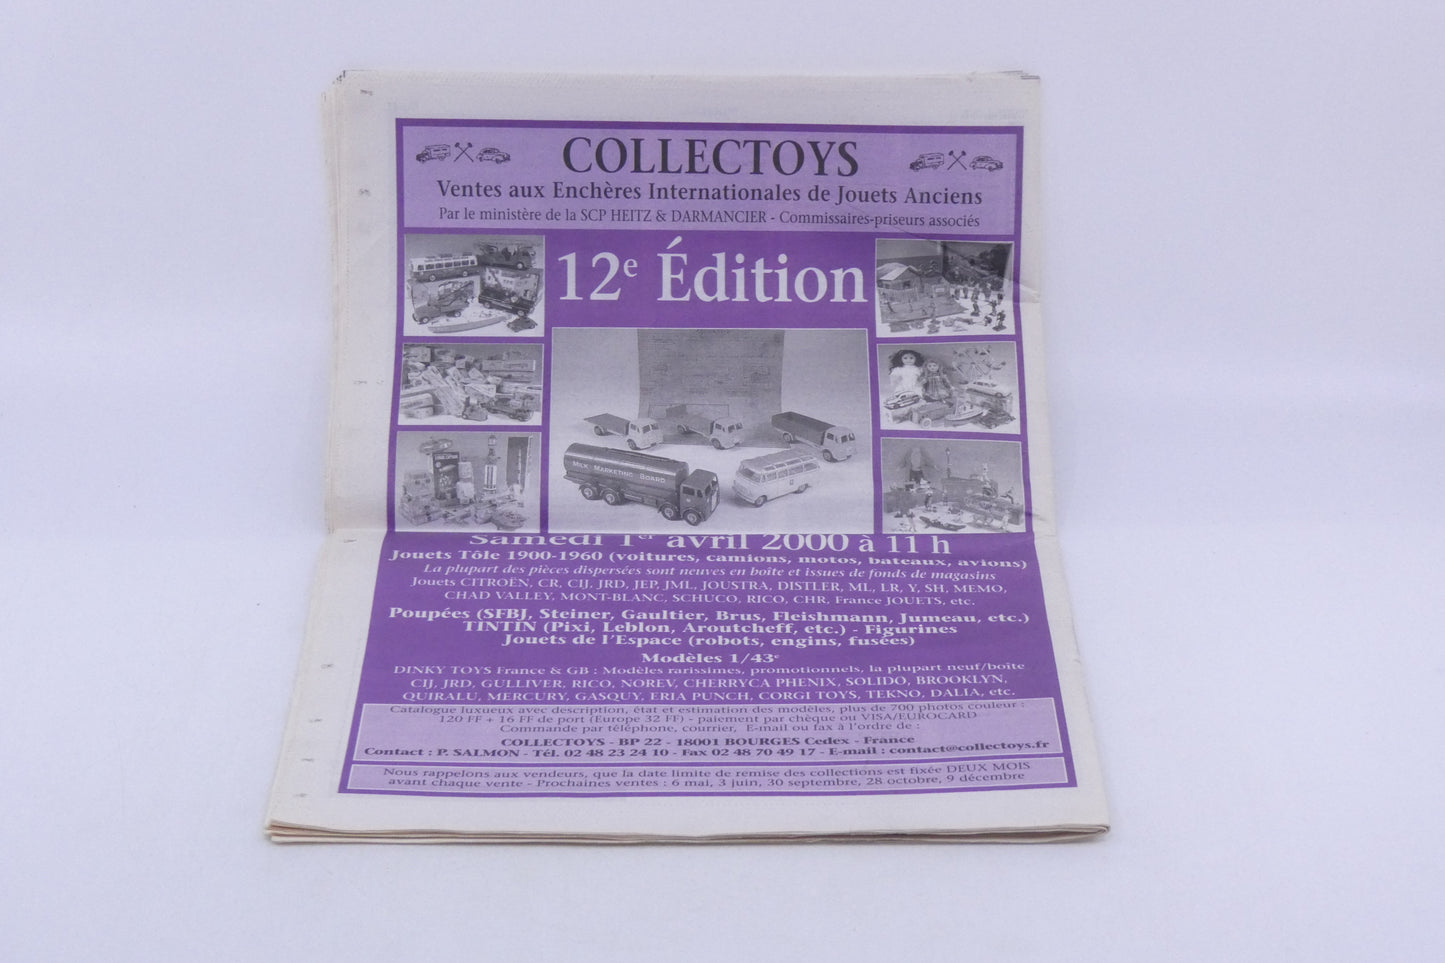 COLLECTOYS
Ventes aux Enchères Internationales de Jouets Anciens
Par le ministère de la SCP HEITZ & DARMANCIER - Commissaires-priseurs associés
12e Édition
MILK MARKETING BOARD
Samedi 1er avril 2000 à 11 h
Jouets Tôle 1900-1960 (voitures, camions, motos, bateaux, avions)
La plupart des pièces dispersées sont neuves en boîte et issues de fonds de magasins
Jouets CITROËN, CR, CIJ, JRD, JEP, JML, JOUSTRA, DISTLER, ML, LR, Y, SH, MEMO,
CHAD VALLEY, MONT-BLANC, SCHUCO, RICO, CHR, France JOUETS, etc.
Poupées (SFBJ, Steiner, Gaultier, Brus, Fleishmann, Jumeau, etc.)
TINTIN (Pixi, Leblon, Aroutcheff, etc.) - Figurines
Jouets de l'Espace (robots, engins, fusées)
Modèles 1/43e
DINKY TOYS France & GB : Modèles rarissimes, promotionnels, la plupart neuf/boîte
CIJ, JRD, GULLIVER, RICO, NOREV, CHERRYCA PHENIX, SOLIDO, BROOKLYN,
QUIRALU, MERCURY, GASQUY, ERIA PUNCH, CORGI TOYS, TEKNO, DALIA, etc.
Catalogue luxueux avec description, état et estimation des modèles, plus de 700 photos couleur :
120 FF + 16 FF de port (Europe 32 FF) - paiement par chèque ou VISA/EUROCARD
Commande par téléphone, courrier, E-mail ou fax à l'ordre de :
COLLECTOYS - BP 22 - 18001 BOURGES Cedex - France
Contact : P. SALMON - Tél. 02 48 23 24 10 - Fax 02 48 70 49 17 - E-mail : contact@collectoys.fr
Nous rappelons aux vendeurs, que la date limite de remise des collections est fixée DEUX MOIS
avant chaque vente - Prochaines ventes : 6 mai, 3 juin, 30 septembre, 28 octobre, 9 décembre